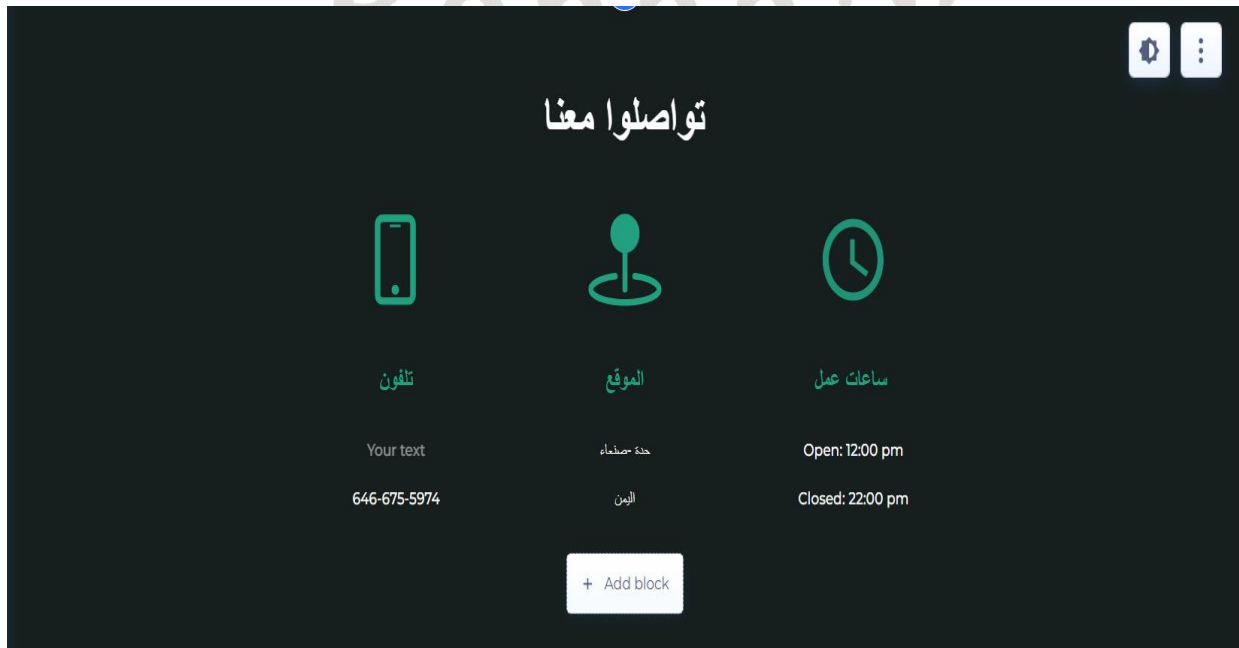 تواصلوا معنا
ساعات عمل
الموقع
تلفون
Open: 12:00 pm
حدة -صنعاء
Your text
Closed: 22:00 pm
اليمن
646-675-5974
+ Add block